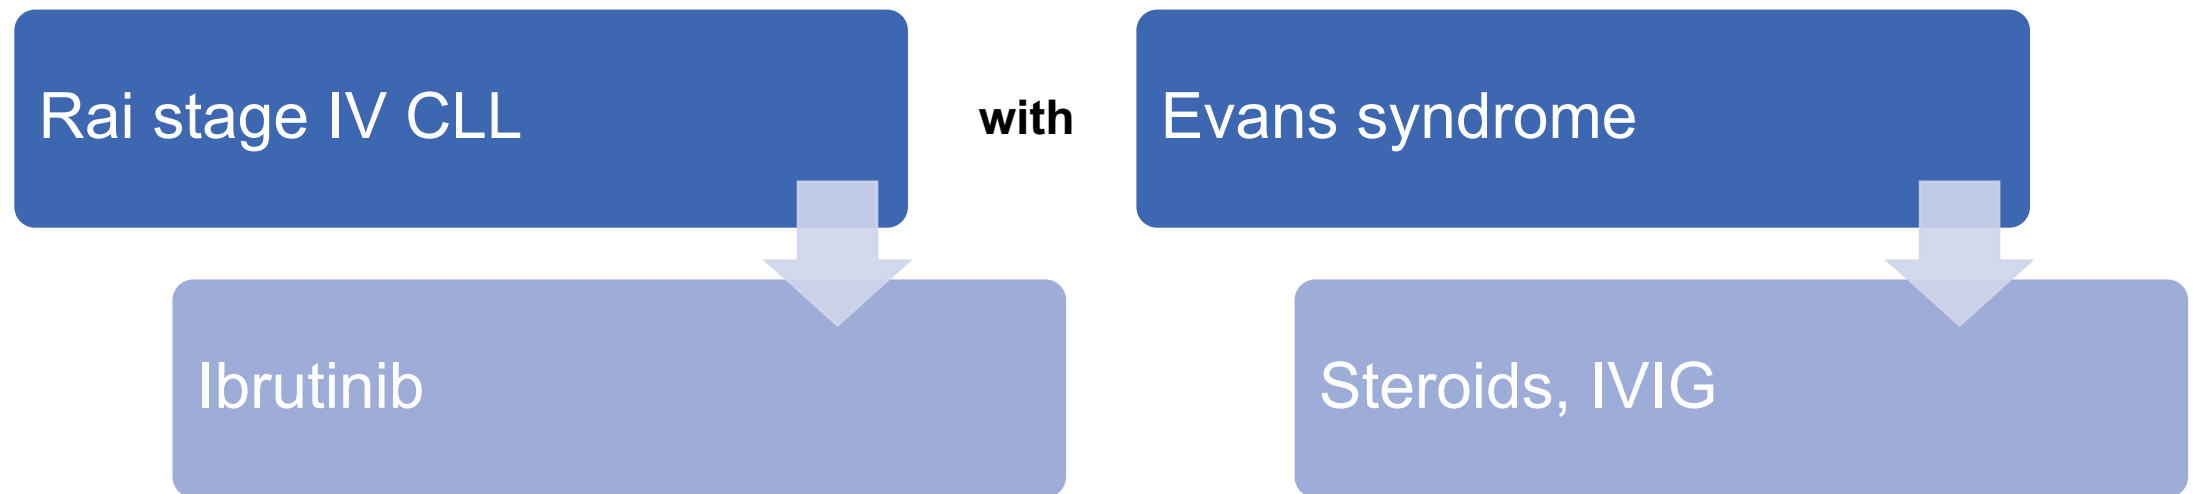 Rai stage IV CLL
with
Evans syndrome
Ibrutinib
Steroids, IVIG